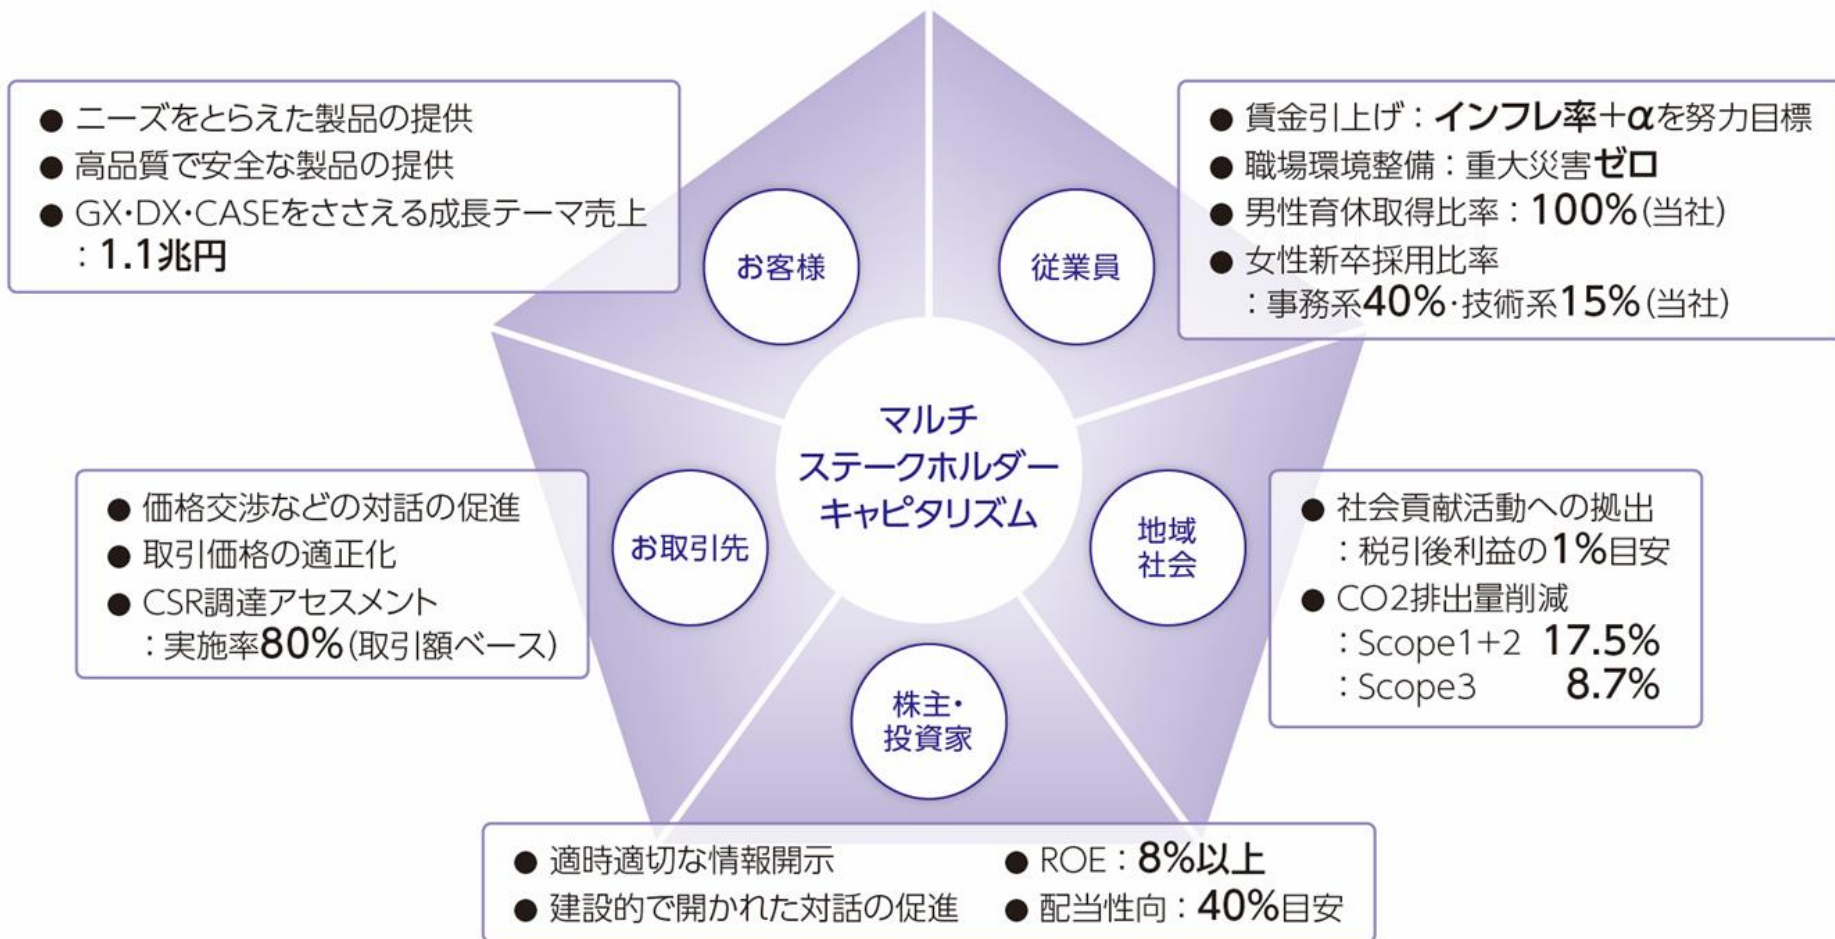 ● ニーズをとらえた製品の提供
● 高品質で安全な製品の提供
● GX・DX・CASEをささえる成長テーマ売上
：1.1兆円
お客様
従業員
● 賃金引上げ：インフレ率+αを努力目標
● 職場環境整備：重大災害ゼロ
● 男性育休取得比率：100%（当社）
● 女性新卒採用比率
：事務系40%・技術系15%（当社）
マルチ
ステークホルダー
キャピタリズム
● 価格交渉などの対話の促進
● 取引価格の適正化
● CSR調達アセスメント
：実施率80%（取引額ベース）
お取引先
地域
社会
● 社会貢献活動への拠出
：税引後利益の1%目安
● CO2排出量削減
：Scope1+2 17.5%
：Scope3 8.7%
株主・
投資家
● 適時適切な情報開示
● 建設的で開かれた対話の促進
● ROE：8%以上
● 配当性向：40%目安